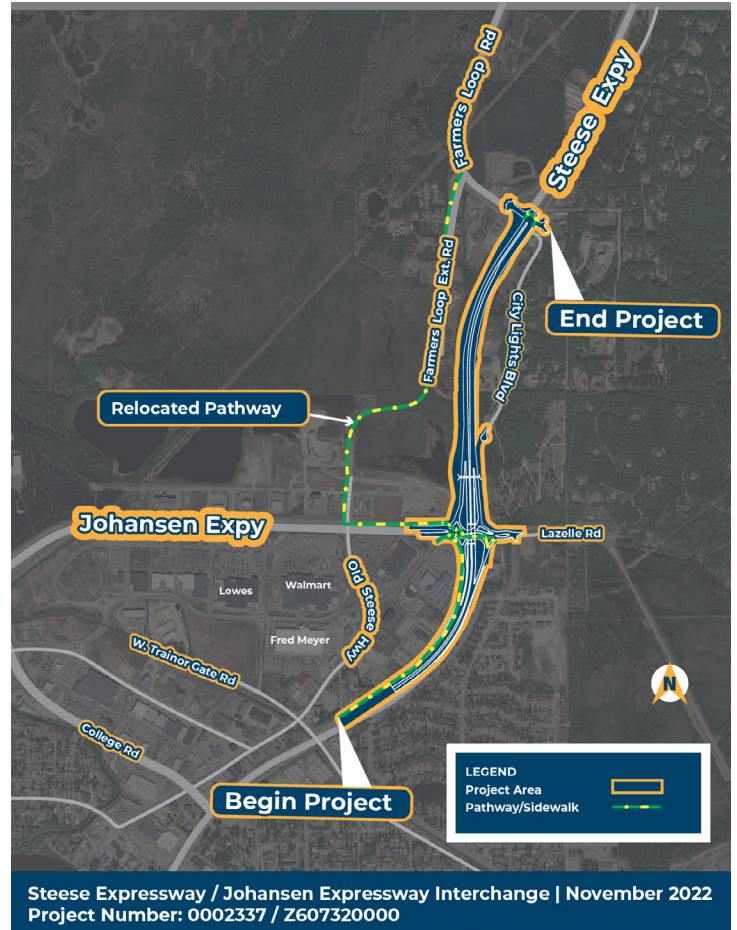 Farmers Loop Rd
Steese Expy
Farmers Loop Ext. Rd
City Lights Blvd
End Project
Relocated Pathway
Johansen Expy
Lazelle Rd
Lowes
Walmart
Old Steese Hwy
Fred Meyer
W. Trainor Gate Rd
N
College Rd
Begin Project
LEGEND
Project Area
Pathway/Sidewalk
Steese Expressway / Johansen Expressway Interchange | November 2022
Project Number: 0002337 / Z607320000